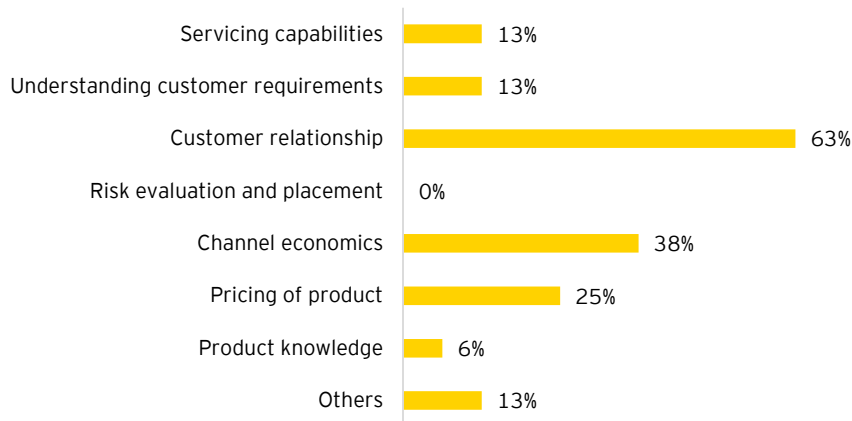 Servicing capabilities 13%
Understanding customer requirements 13%
Customer relationship 63%
Risk evaluation and placement 0%
Channel economics 38%
Pricing of product 25%
Product knowledge 6%
Others 13%